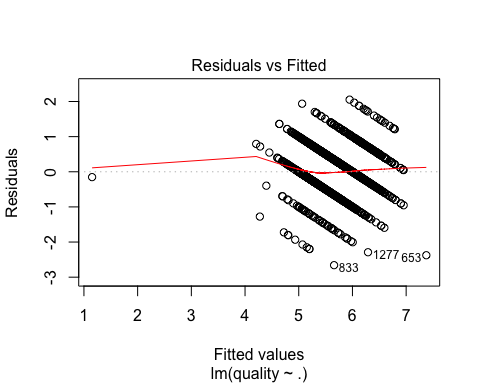 Residuals vs Fitted
Residuals
2
1
0
-1
-2
-3
833
1277
653
1 2 3 4 5 6 7
Fitted values
lm(quality ~ .)